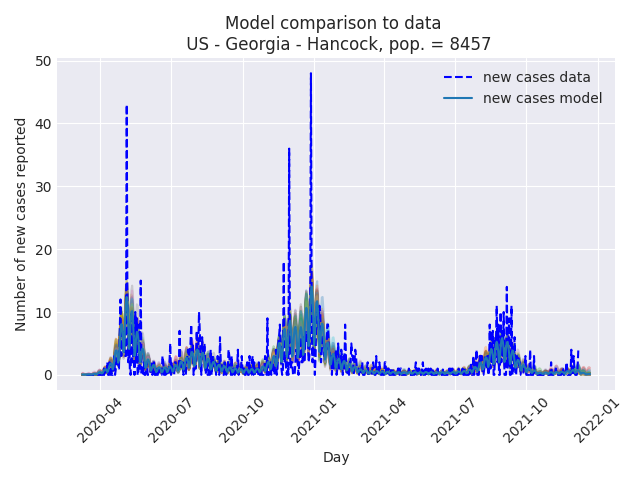 Model comparison to data
US - Georgia - Hancock, pop. = 8457
new cases data
new cases model
Number of new cases reported
50
40
30
20
10
0
2020-04
2020-07
2020-10
2021-01
2021-04
2021-07
2021-10
2022-01
Day